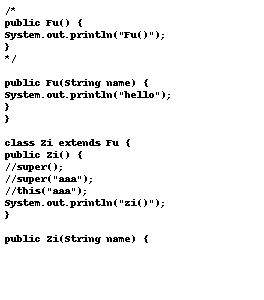 /*
public Fu() {
System.out.println("Fu()");
}
*/
public Fu(String name) {
System.out.println("hello");
}
}
class Zi extends Fu {
public Zi() {
//super();
//super("aaa");
//this("aaa");
System.out.println("zi()");
}
public Zi(String name) {